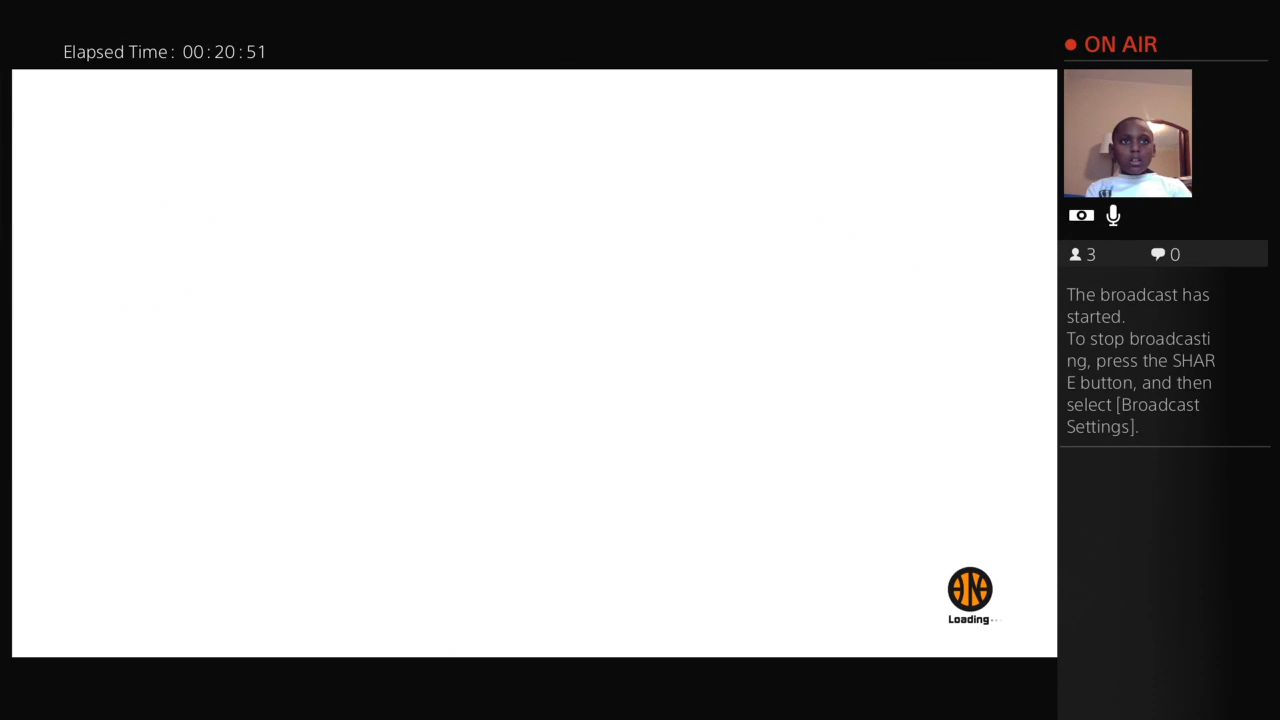 Elapsed Time: 00:20:51
ON AIR
3 0
The broadcast has
started.
To stop broadcasti
ng, press the SHAR
E button, and then
select [Broadcast
Settings].
Loading...